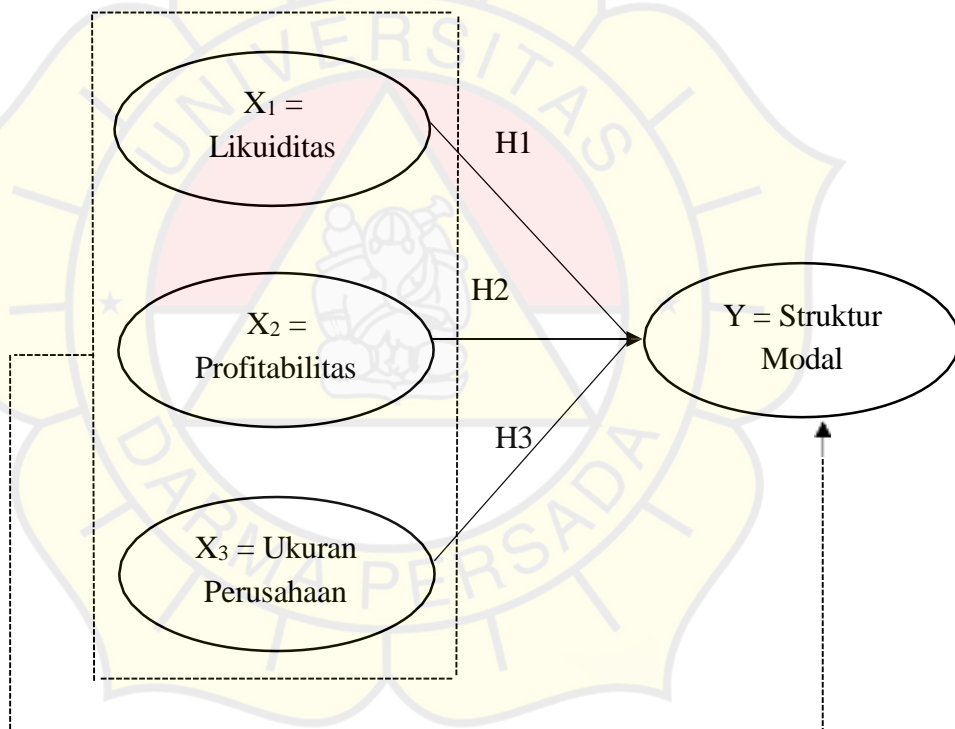 UNIVERSITAS
X₁ =
Likuiditas
H1
X₂ =
Profitabilitas
H2
Y = Struktur
Modal
H3
X₃ = Ukuran
Perusahaan
DARMA PERSADA